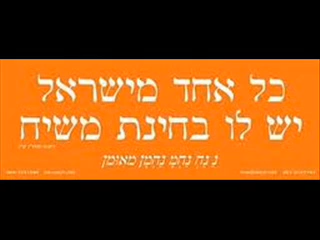 כל אחד מישראל
יש לו בחינת משיח
נ נח נחמ נחמן מאומן